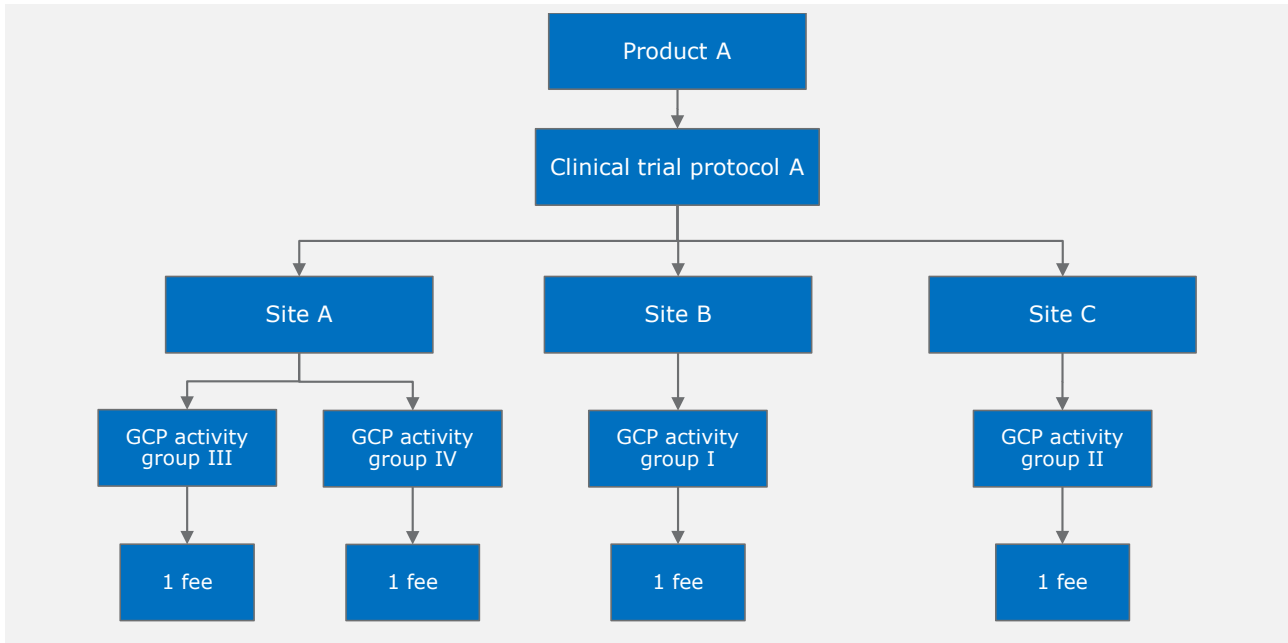 Product A
Clinical trial protocol A
Site A
Site B
Site C
GCP activity
group III
GCP activity
group IV
GCP activity
group I
GCP activity
group II
1 fee
1 fee
1 fee
1 fee